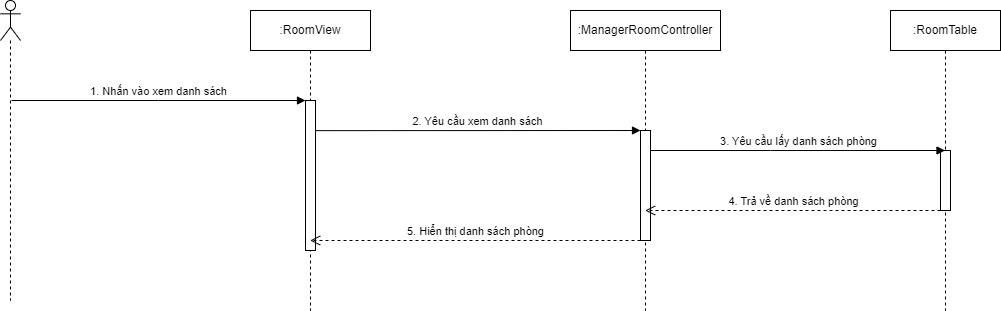 :RoomView
:ManagerRoomController
:RoomTable
1. Nhấn vào xem danh sách
2. Yêu cầu xem danh sách
3. Yêu cầu lấy danh sách phòng
4. Trả về danh sách phòng
5. Hiển thị danh sách phòng